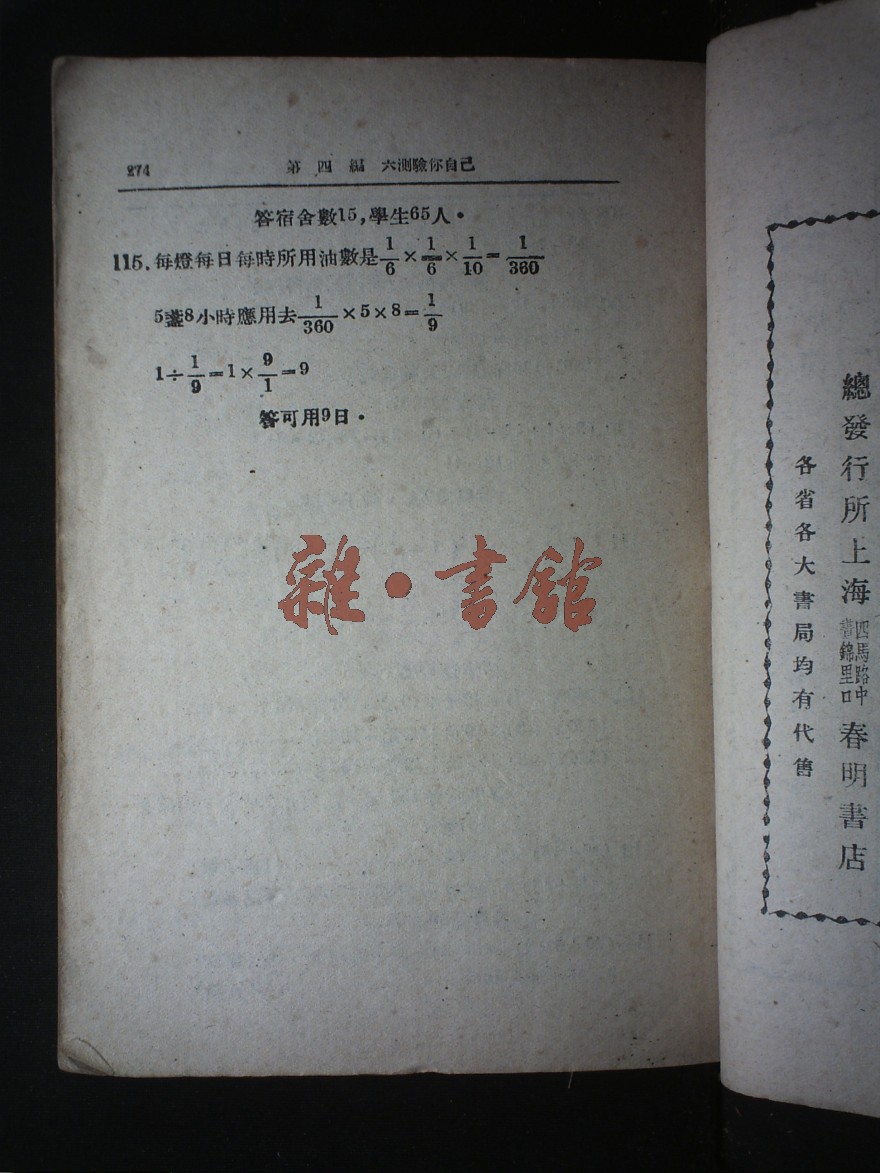 274 第四編 六測驗你自己
答宿舍數15,學生65人。
115. 每燈每日每時所用油數是 1/6 × 1/6 × 1/10 = 1/360
5盞8小時應用去 1/360 × 5 × 8 = 1/9
1 ÷ 1/9 = 1 × 9/1 = 9
答可用9日。
雜·書館
總發行所上海 四馬路中 晝錦里口 春明書店
各省各大書局均有代售